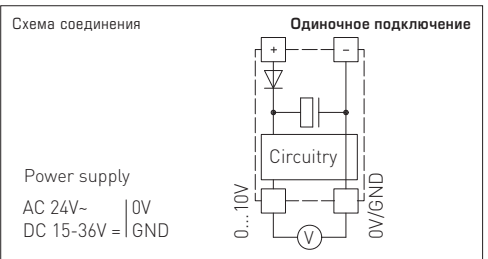 Схема соединения
Одиночное подключение
+ −
Circuitry
Power supply
AC 24V~ | 0V
DC 15-36V = | GND
0...10V
0V/GND
V